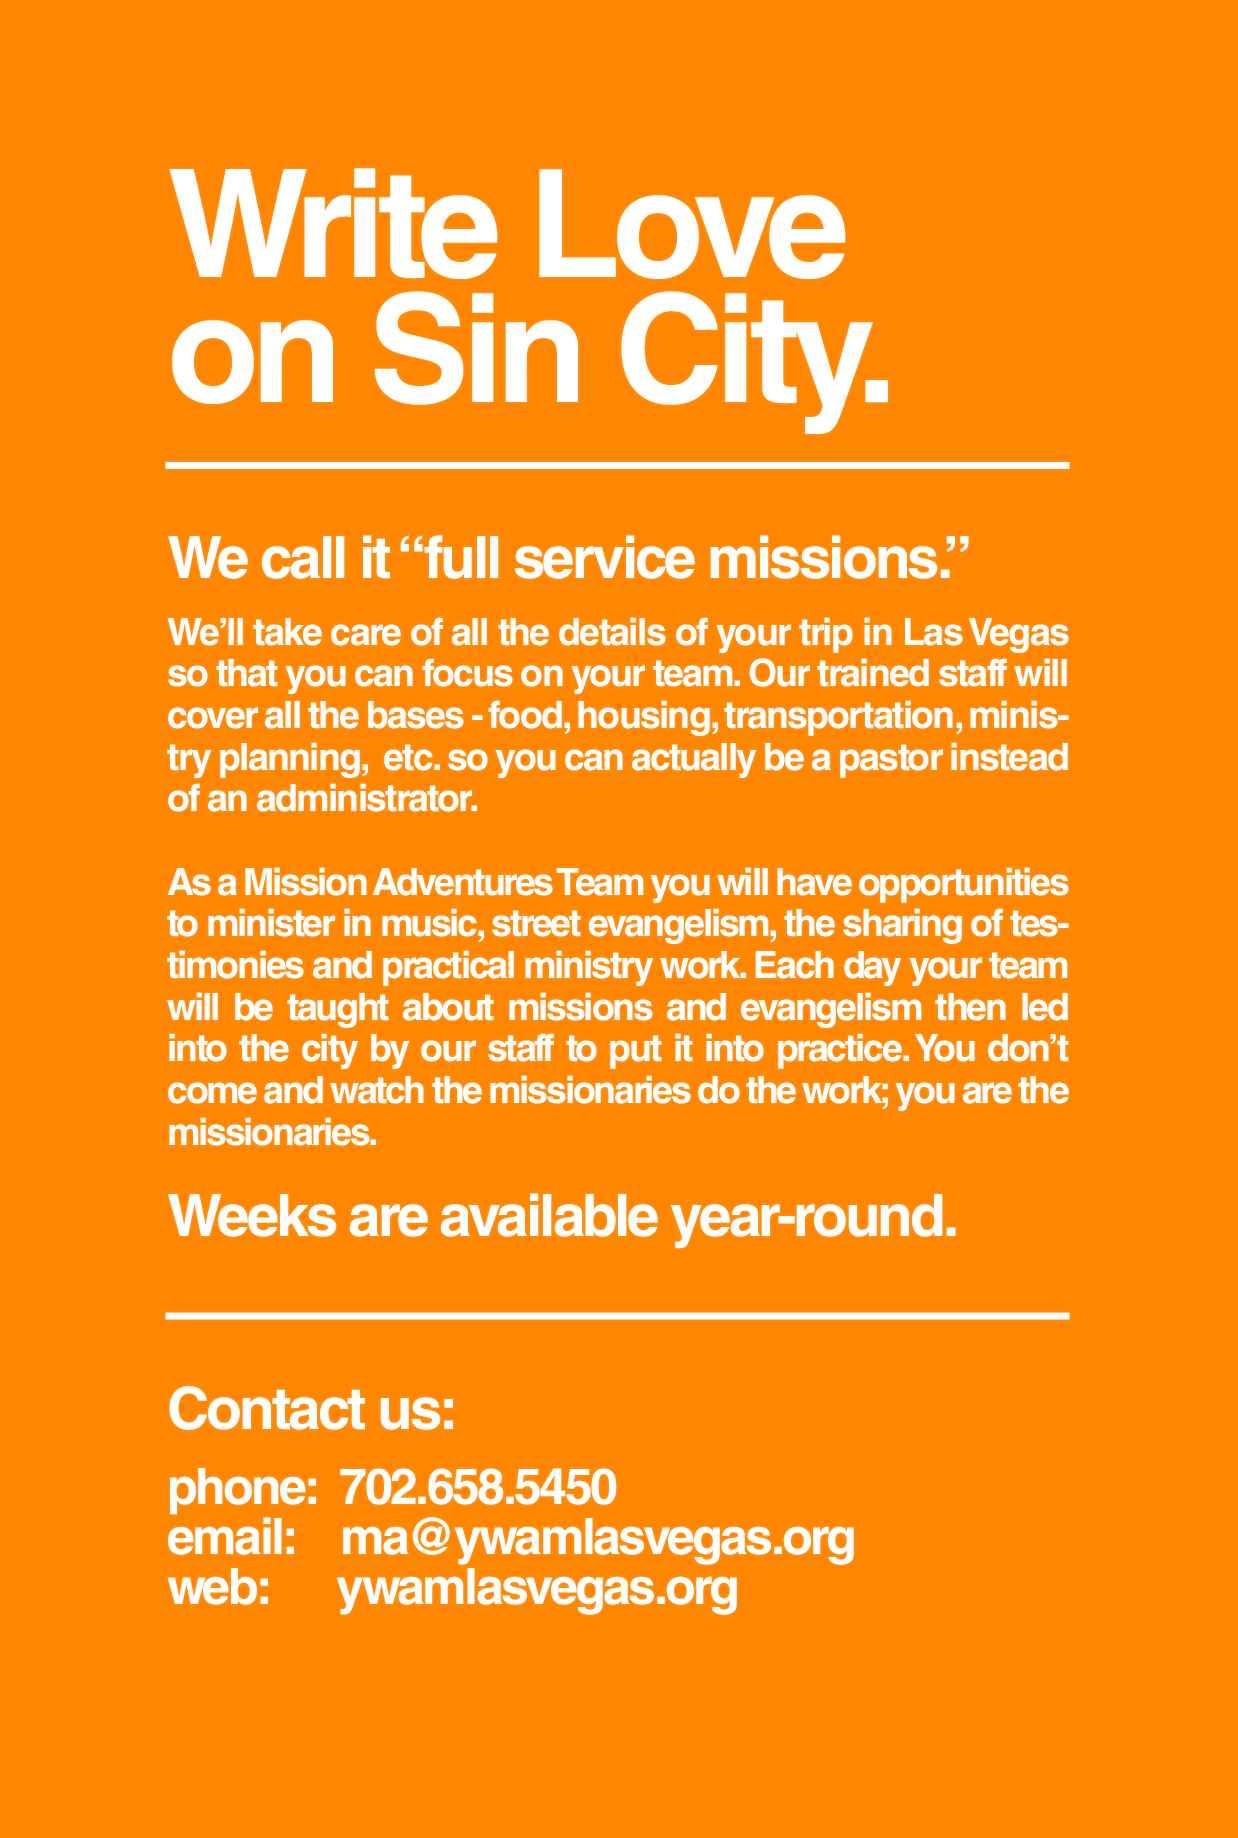 Write Love
on Sin City.
We call it “full service missions.”
We’ll take care of all the details of your trip in Las Vegas
so that you can focus on your team. Our trained staff will
cover all the bases - food, housing, transportation, minis-
try planning,  etc. so you can actually be a pastor instead
of an administrator.
As a Mission Adventures Team you will have opportunities
to minister in music, street evangelism, the sharing of tes-
timonies and practical ministry work. Each day your team
will be taught about missions and evangelism then led
into the city by our staff to put it into practice. You don’t
come and watch the missionaries do the work; you are the
missionaries.
Weeks are available year-round.
Contact us:
phone: 702.658.5450
email: ma@ywamlasvegas.org
web: ywamlasvegas.org